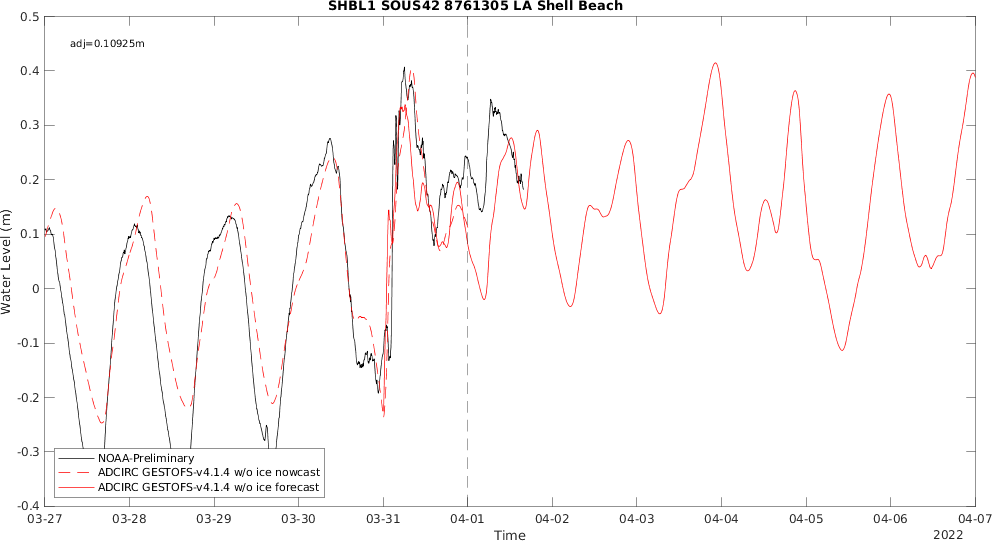 SHBL1 SOUS42 8761305 LA Shell Beach
adj=0.10925m
Water Level (m)
0.5
0.4
0.3
0.2
0.1
0
-0.1
-0.2
-0.3
-0.4
NOAA-Preliminary
ADCIRC GESTOFS-v4.1.4 w/o ice nowcast
ADCIRC GESTOFS-v4.1.4 w/o ice forecast
03-27 03-28 03-29 03-30 03-31 04-01 04-02 04-03 04-04 04-05 04-06 04-07
Time
2022